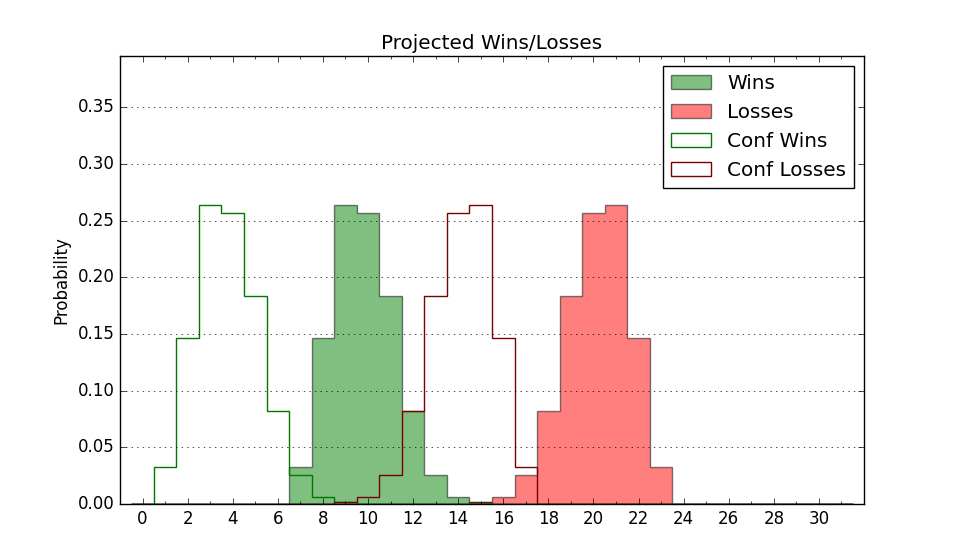 Projected Wins/Losses
Wins
Losses
Conf Wins
Conf Losses
Probability
0.35
0.30
0.25
0.20
0.15
0.10
0.05
0.00
0 2 4 6 8 10 12 14 16 18 20 22 24 26 28 30